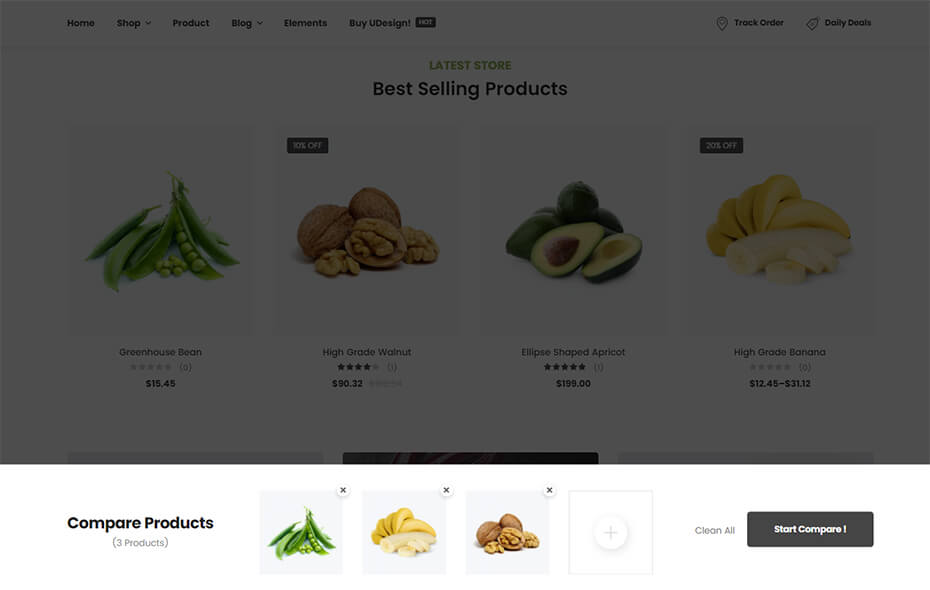 Home Shop Product Blog Elements Buy UDesign! HOT Track Order Daily Deals
LATEST STORE
Best Selling Products
10% OFF 20% OFF
Greenhouse Bean High Grade Walnut Ellipse Shaped Apricot High Grade Banana
(0) (1) (1) (0)
$15.45 $90.32 $199.00 $12.45–$31.12
Compare Products
(3 Products)
Clean All Start Compare !